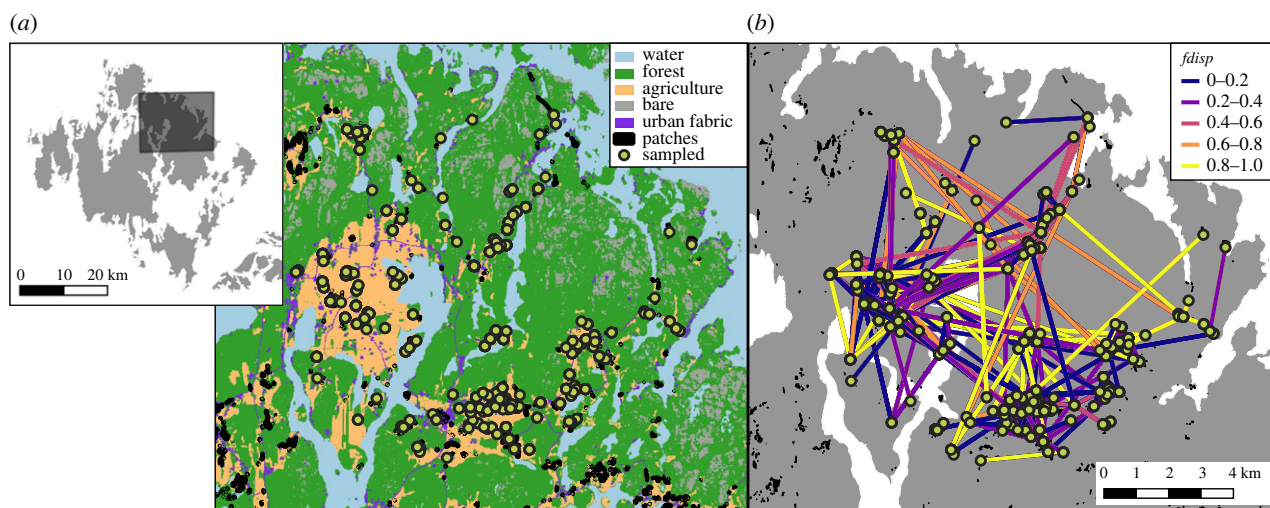 (a)
(b)
water
forest
agriculture
bare
urban fabric
patches
sampled
0 10 20 km
fdisp
0–0.2
0.2–0.4
0.4–0.6
0.6–0.8
0.8–1.0
0 1 2 3 4 km